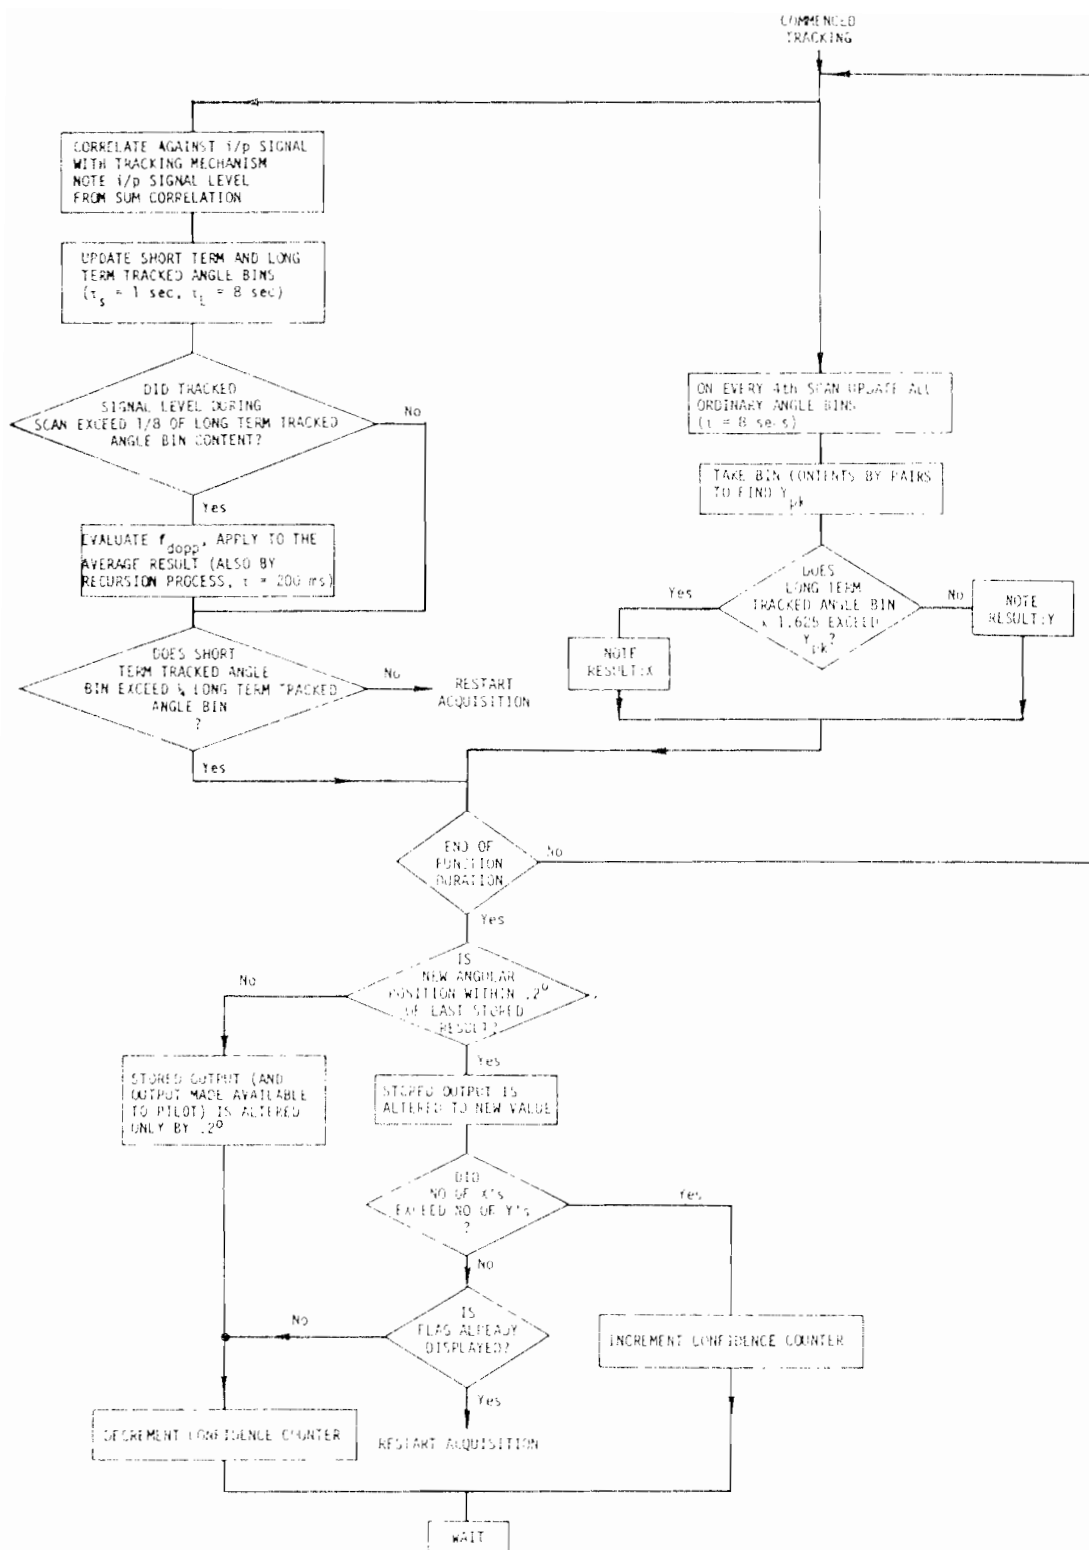 COMMENCED
TRACKING
CORRELATE AGAINST i/p SIGNAL
WITH TRACKING MECHANISM
NOTE i/p SIGNAL LEVEL
FROM SUM CORRELATION
UPDATE SHORT TERM AND LONG
TERM TRACKED ANGLE BINS
(τs = 1 sec, τL = 8 sec)
DID TRACKED
SIGNAL LEVEL DURING
SCAN EXCEED 1/8 OF LONG TERM TRACKED
ANGLE BIN CONTENT?
No
Yes
EVALUATE fdopp, APPLY TO THE
AVERAGE RESULT (ALSO BY
RECURSION PROCESS, τ = 200 ms)
DOES SHORT
TERM TRACKED ANGLE
BIN EXCEED ¼ LONG TERM TRACKED
ANGLE BIN
?
No
RESTART
ACQUISITION
Yes
ON EVERY 4th SCAN UPDATE ALL
ORDINARY ANGLE BINS
(τ = 8 secs)
TAKE BIN CONTENTS BY PAIRS
TO FIND Ypk
DOES
LONG TERM
TRACKED ANGLE BIN
x 1.625 EXCEED
Ypk?
Yes
No
NOTE
RESULT:X
NOTE
RESULT:Y
END OF
FUNCTION
DURATION
No
Yes
IS
NEW ANGULAR
POSITION WITHIN .2⁰
OF LAST STORED
RESULT?
No
Yes
STORED OUTPUT (AND
OUTPUT MADE AVAILABLE
TO PILOT) IS ALTERED
ONLY BY .2⁰
STORED OUTPUT IS
ALTERED TO NEW VALUE
DID
NO OF X's
EXCEED NO OF Y's
?
Yes
No
IS
FLAG ALREADY
DISPLAYED?
No
Yes
INCREMENT CONFIDENCE COUNTER
DECREMENT CONFIDENCE COUNTER
RESTART ACQUISITION
WAIT